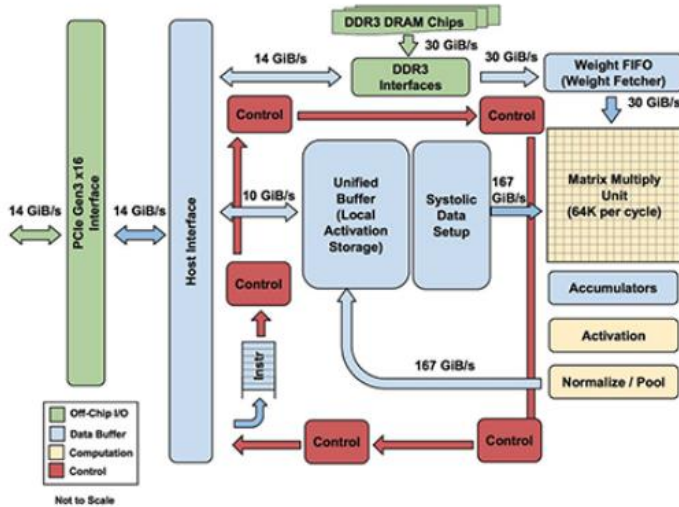 DDR3 DRAM Chips
30 GiB/s
14 GiB/s
DDR3
Interfaces
30 GiB/s
Weight FIFO
(Weight Fetcher)
30 GiB/s
Control
Control
PCIe Gen3 x16
Interface
Host Interface
14 GiB/s
14 GiB/s
10 GiB/s
Unified
Buffer
(Local
Activation
Storage)
Systolic
Data
Setup
167
GiB/s
Matrix Multiply
Unit
(64K per cycle)
Control
Accumulators
Activation
Instr
167 GiB/s
Normalize / Pool
Off-Chip I/O
Data Buffer
Computation
Control
Control
Control
Not to Scale